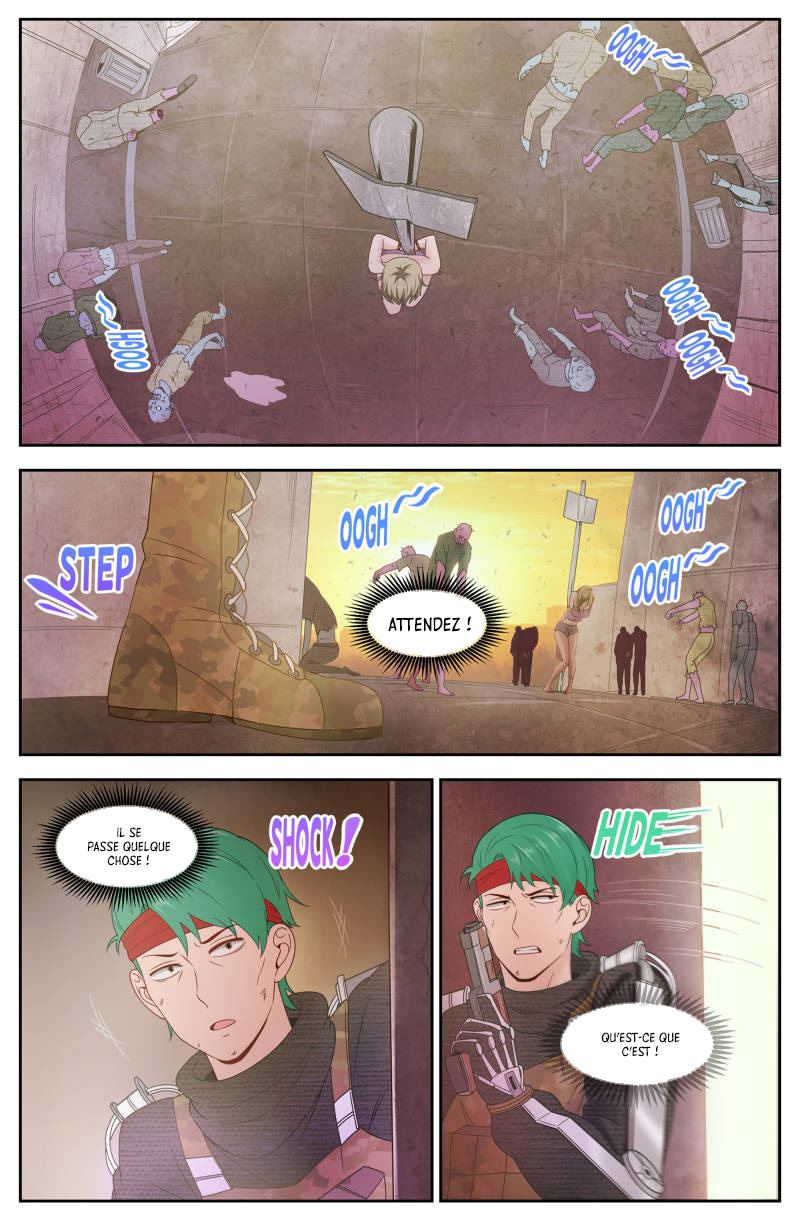 OOGH
OOGH
OOGH
OOGH
STEP
OOGH
OOGH
OOGH
ATTENDEZ !
IL SE
PASSE QUELQUE
CHOSE !
SHOCK!
HIDE
QU'EST-CE QUE
C'EST !